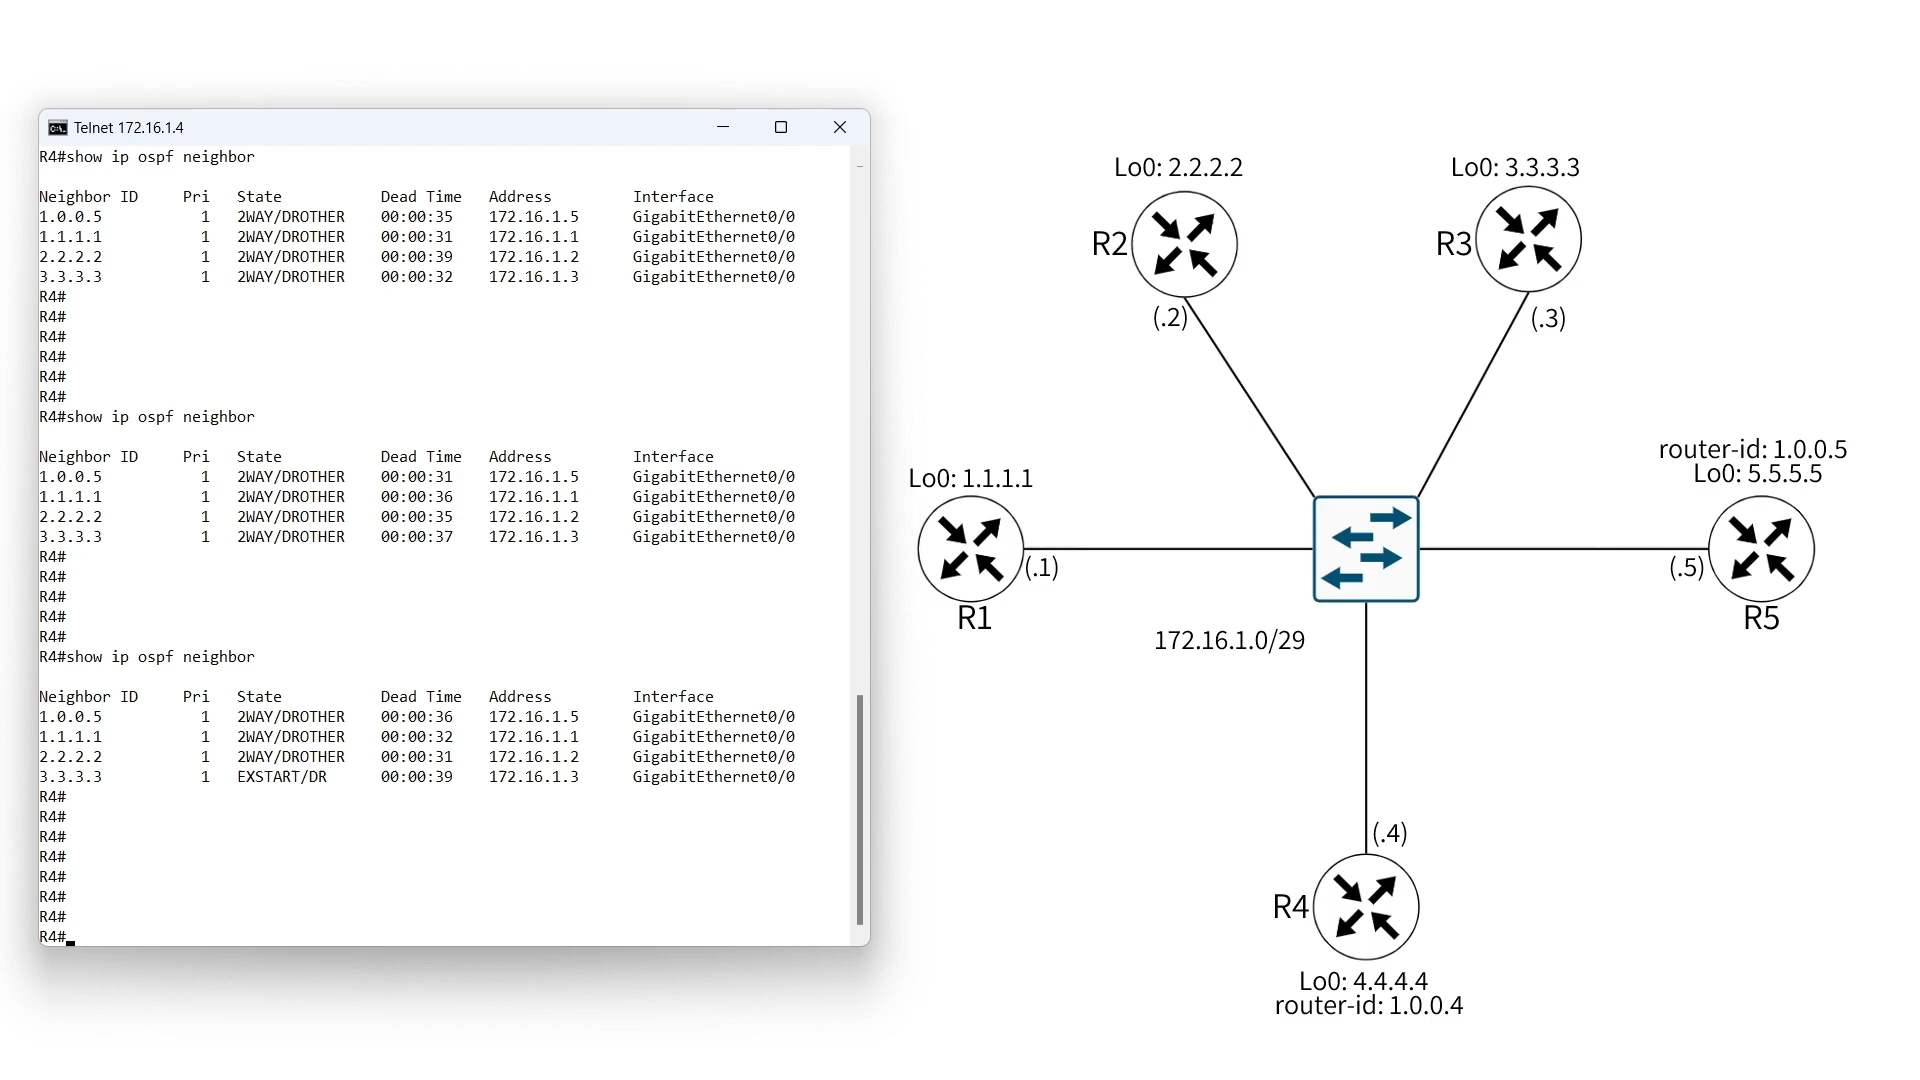 Telnet 172.16.1.4
R4#show ip ospf neighbor
Neighbor ID     Pri   State           Dead Time   Address         Interface
1.0.0.5           1   2WAY/DROTHER    00:00:35    172.16.1.5      GigabitEthernet0/0
1.1.1.1           1   2WAY/DROTHER    00:00:31    172.16.1.1      GigabitEthernet0/0
2.2.2.2           1   2WAY/DROTHER    00:00:39    172.16.1.2      GigabitEthernet0/0
3.3.3.3           1   2WAY/DROTHER    00:00:32    172.16.1.3      GigabitEthernet0/0
R4#
R4#
R4#
R4#
R4#
R4#
R4#show ip ospf neighbor
Neighbor ID     Pri   State           Dead Time   Address         Interface
1.0.0.5           1   2WAY/DROTHER    00:00:31    172.16.1.5      GigabitEthernet0/0
1.1.1.1           1   2WAY/DROTHER    00:00:36    172.16.1.1      GigabitEthernet0/0
2.2.2.2           1   2WAY/DROTHER    00:00:35    172.16.1.2      GigabitEthernet0/0
3.3.3.3           1   2WAY/DROTHER    00:00:37    172.16.1.3      GigabitEthernet0/0
R4#
R4#
R4#
R4#
R4#
R4#show ip ospf neighbor
Neighbor ID     Pri   State           Dead Time   Address         Interface
1.0.0.5           1   2WAY/DROTHER    00:00:36    172.16.1.5      GigabitEthernet0/0
1.1.1.1           1   2WAY/DROTHER    00:00:32    172.16.1.1      GigabitEthernet0/0
2.2.2.2           1   2WAY/DROTHER    00:00:31    172.16.1.2      GigabitEthernet0/0
3.3.3.3           1   EXSTART/DR      00:00:39    172.16.1.3      GigabitEthernet0/0
R4#
R4#
R4#
R4#
R4#
R4#
R4#
R4#
Lo0: 2.2.2.2
R2
(.2)
Lo0: 3.3.3.3
R3
(.3)
Lo0: 1.1.1.1
(.1)
R1
router-id: 1.0.0.5
Lo0: 5.5.5.5
(.5)
R5
172.16.1.0/29
(.4)
R4
Lo0: 4.4.4.4
router-id: 1.0.0.4